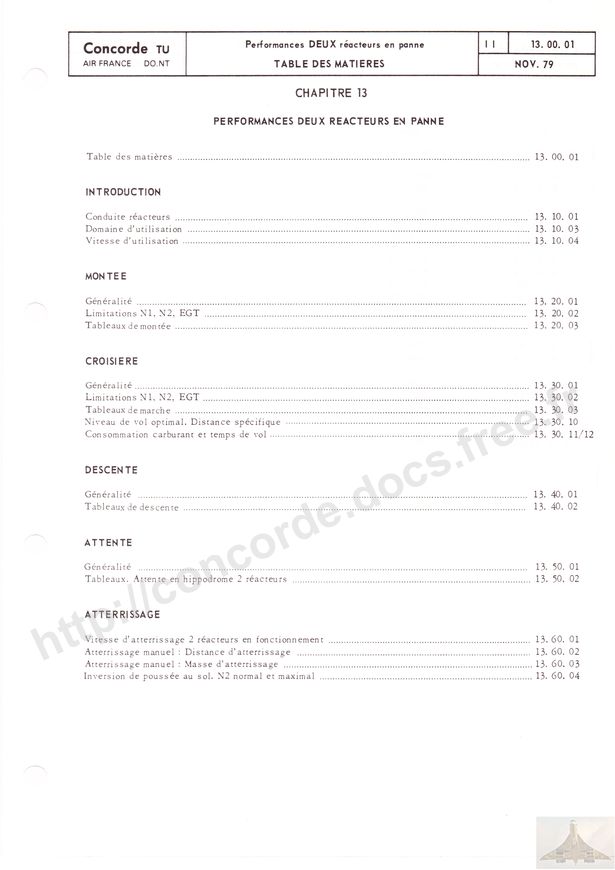 Concorde TU
AIR FRANCE DO.NT
Performances DEUX réacteurs en panne
TABLE DES MATIERES
11
13. 00. 01
NOV. 79
CHAPITRE 13
PERFORMANCES DEUX REACTEURS EN PANNE
Table des matières 13. 00. 01
INTRODUCTION
Conduite réacteurs 13. 10. 01
Domaine d'utilisation 13. 10. 03
Vitesse d'utilisation 13. 10. 04
MONTEE
Généralité 13. 20. 01
Limitations N1, N2, EGT 13. 20. 02
Tableaux de montée 13. 20. 03
CROISIERE
Généralité 13. 30. 01
Limitations N1, N2, EGT 13. 30. 02
Tableaux de marche 13. 30. 03
Niveau de vol optimal. Distance spécifique 13. 30. 10
Consommation carburant et temps de vol 13. 30. 11/12
DESCENTE
Généralité 13. 40. 01
Tableaux de descente 13. 40. 02
ATTENTE
Généralité 13. 50. 01
Tableaux. Attente en hippodrome 2 réacteurs 13. 50. 02
ATTERRISSAGE
Vitesse d'atterrissage 2 réacteurs en fonctionnement 13. 60. 01
Atterrissage manuel : Distance d'atterrissage 13. 60. 02
Atterrissage manuel : Masse d'atterrissage 13. 60. 03
Inversion de poussée au sol. N2 normal et maximal 13. 60. 04
http://concorde.docs.free.fr